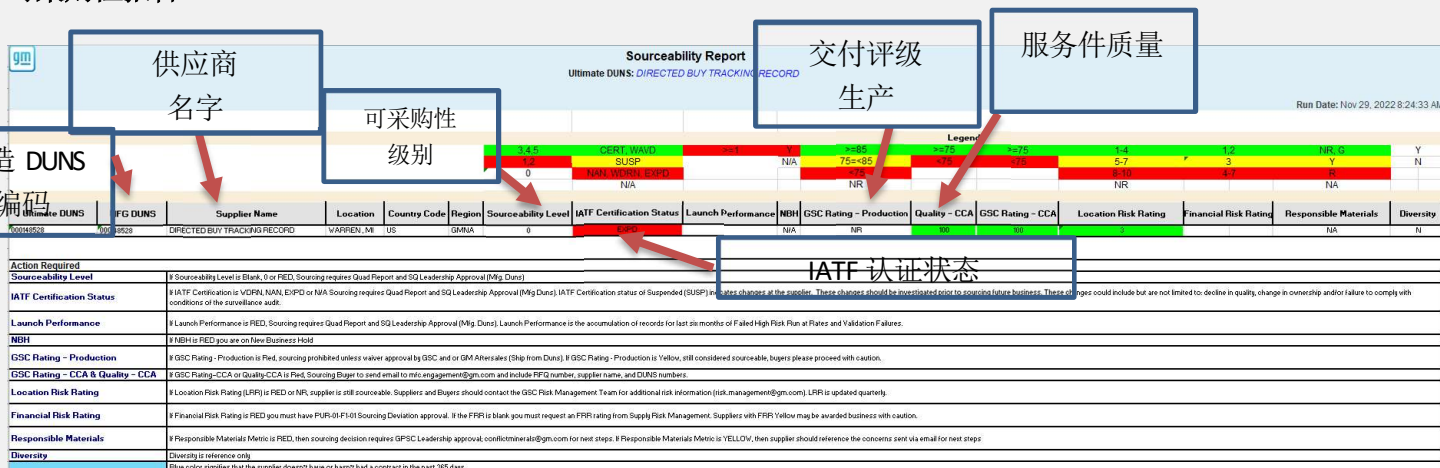 gm
供应商
名字
可采购性
级别
交付评级
生产
服务件质量
造 DUNS
编码
IATF 认证状态
Sourceability Report
Ultimate DUNS: DIRECTED BUY TRACKING RECORD
Run Date: Nov 29, 2022 8:24:33 AM
Legend
3,4,5 CERT, WAVD >=1 Y >=85 >=75 >=75 1-4 1,2 NR, G Y
1,2 SUSP N/A 75=<85 <75 <75 5-7 3 Y N
0 NAN, WDRN, EXPD <75 8-10 4-7 R
N/A NR NR NA
Ultimate DUNS MFG DUNS Supplier Name Location Country Code Region Sourceability Level IATF Certification Status Launch Performance NBH GSC Rating - Production Quality - CCA GSC Rating - CCA Location Risk Rating Financial Risk Rating Responsible Materials Diversity
000148528 DIRECTED BUY TRACKING RECORD WARREN, MI US GMNA 0 EXPD N/A NR 100 100 3 NA N
Action Required
Sourceability Level If Sourceability Level is Blank, 0 or RED, Sourcing requires Quad Report and SQ Leadership Approval (Mfg. Duns)
IATF Certification Status If IATF Certification is WDRN, NAN, EXPD or N/A Sourcing requires Quad Report and SQ Leadership Approval (Mfg Duns). IATF Certification status of Suspended (SUSP) indicates changes at the supplier. These changes should be investigated prior to sourcing future business. These changes could include but are not limited to: decline in quality, change in ownership and/or failure to comply with
conditions of the surveillance audit.
Launch Performance If Launch Performance is RED, Sourcing requires Quad Report and SQ Leadership Approval (Mfg. Duns). Launch Performance is the accumulation of records for last six months of Failed High Risk Run at Rates and Validation Failures.
NBH If NBH is RED you are on New Business Hold
GSC Rating - Production If GSC Rating - Production is Red, sourcing prohibited unless waiver approval by GSC and or GM Aftersales (Ship from Duns). If GSC Rating - Production is Yellow, still considered sourceable, buyers please proceed with caution.
GSC Rating - CCA & Quality - CCA If GSC Rating-CCA or Quality-CCA is Red, Sourcing Buyer to send email to mfc.engagement@gm.com and include RFQ number, supplier name, and DUNS numbers.
Location Risk Rating If Location Risk Rating (LRR) is RED or NR, supplier is still sourceable. Suppliers and Buyers should contact the GSC Risk Management Team for additional risk information (risk.management@gm.com). LRR is updated quarterly.
Financial Risk Rating If Financial Risk Rating is RED you must have PUR-01-F1-01 Sourcing Deviation approval. If the FRR is blank you must request an FRR rating from Supply Risk Management. Suppliers with FRR Yellow may be awarded business with caution.
Responsible Materials If Responsible Materials Metric is RED, then sourcing decision requires GPSC Leadership approval; conflictminerals@gm.com for next steps. If Responsible Materials Metric is YELLOW, then supplier should reference the concerns sent via email for next steps
Diversity Diversity is reference only
Blue color signifies that the supplier doesn't have or hasn't had a contract in the past 365 days